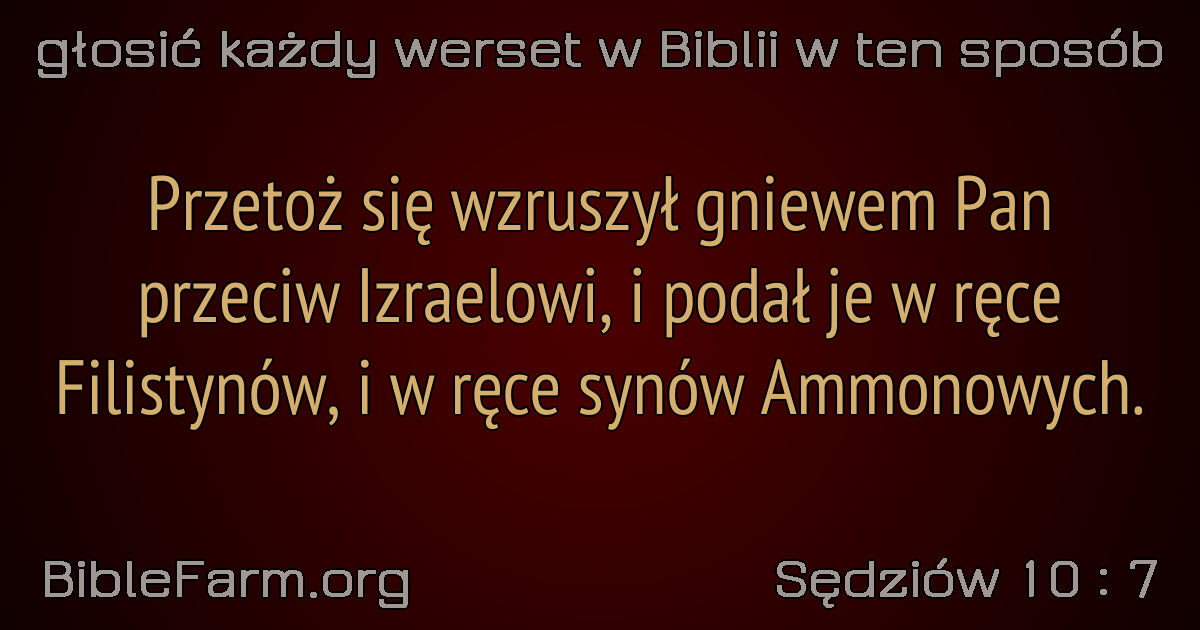 głosić każdy werset w Biblii w ten sposób
Przetoż się wzruszył gniewem Pan
przeciw Izraelowi, i podał je w ręce
Filistynów, i w ręce synów Ammonowych.
BibleFarm.org
Sędziów 10 : 7